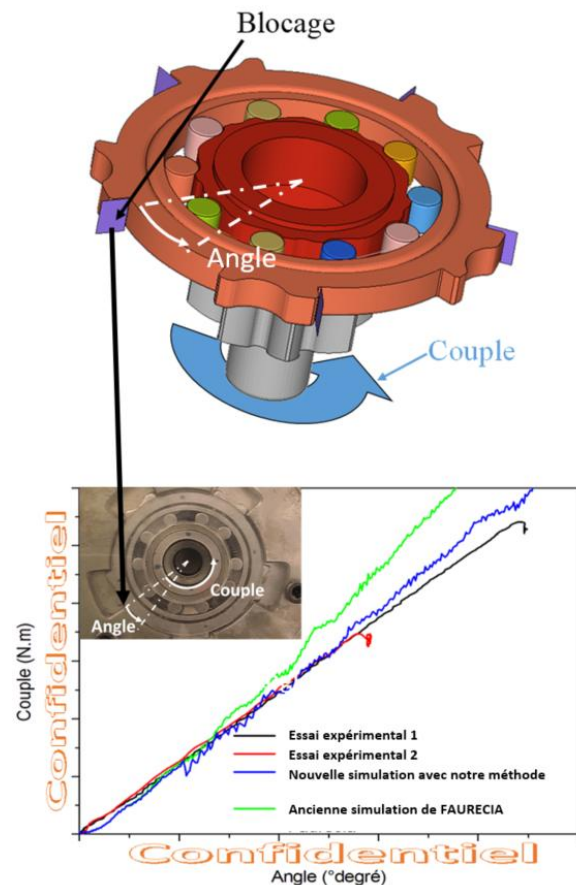 Blocage
Angle
Couple
Couple
Angle
Couple (N.m)
Confidentiel
Essai expérimental 1
Essai expérimental 2
Nouvelle simulation avec notre méthode
Ancienne simulation de FAURECIA
Confidentiel
Angle (°degré)